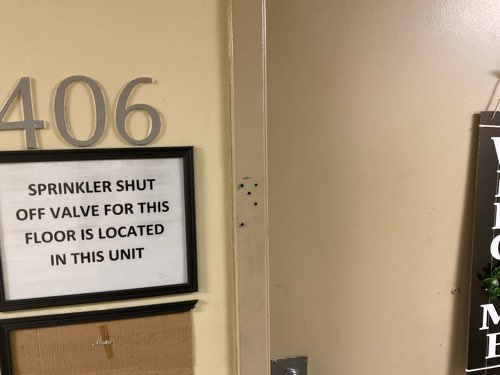 406
SPRINKLER SHUT
OFF VALVE FOR THIS
FLOOR IS LOCATED
IN THIS UNIT